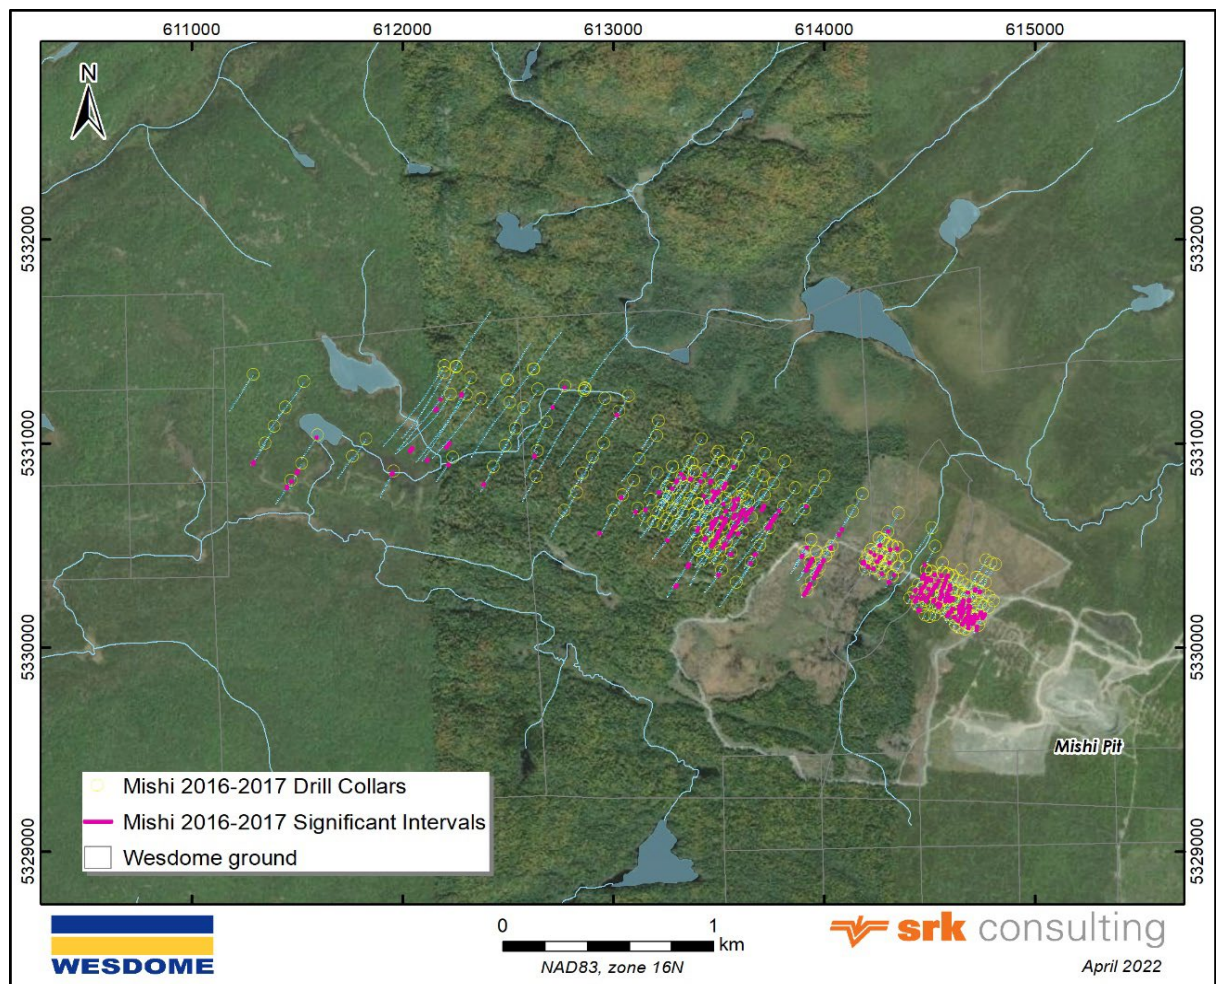 611000 612000 613000 614000 615000
N
5332000 5332000
5331000 5331000
5330000 5330000
Mishi Pit
Mishi 2016-2017 Drill Collars
Mishi 2016-2017 Significant Intervals
Wesdome ground
5329000 5329000
0 1
km
NAD83, zone 16N
WESDOME
srk consulting
April 2022